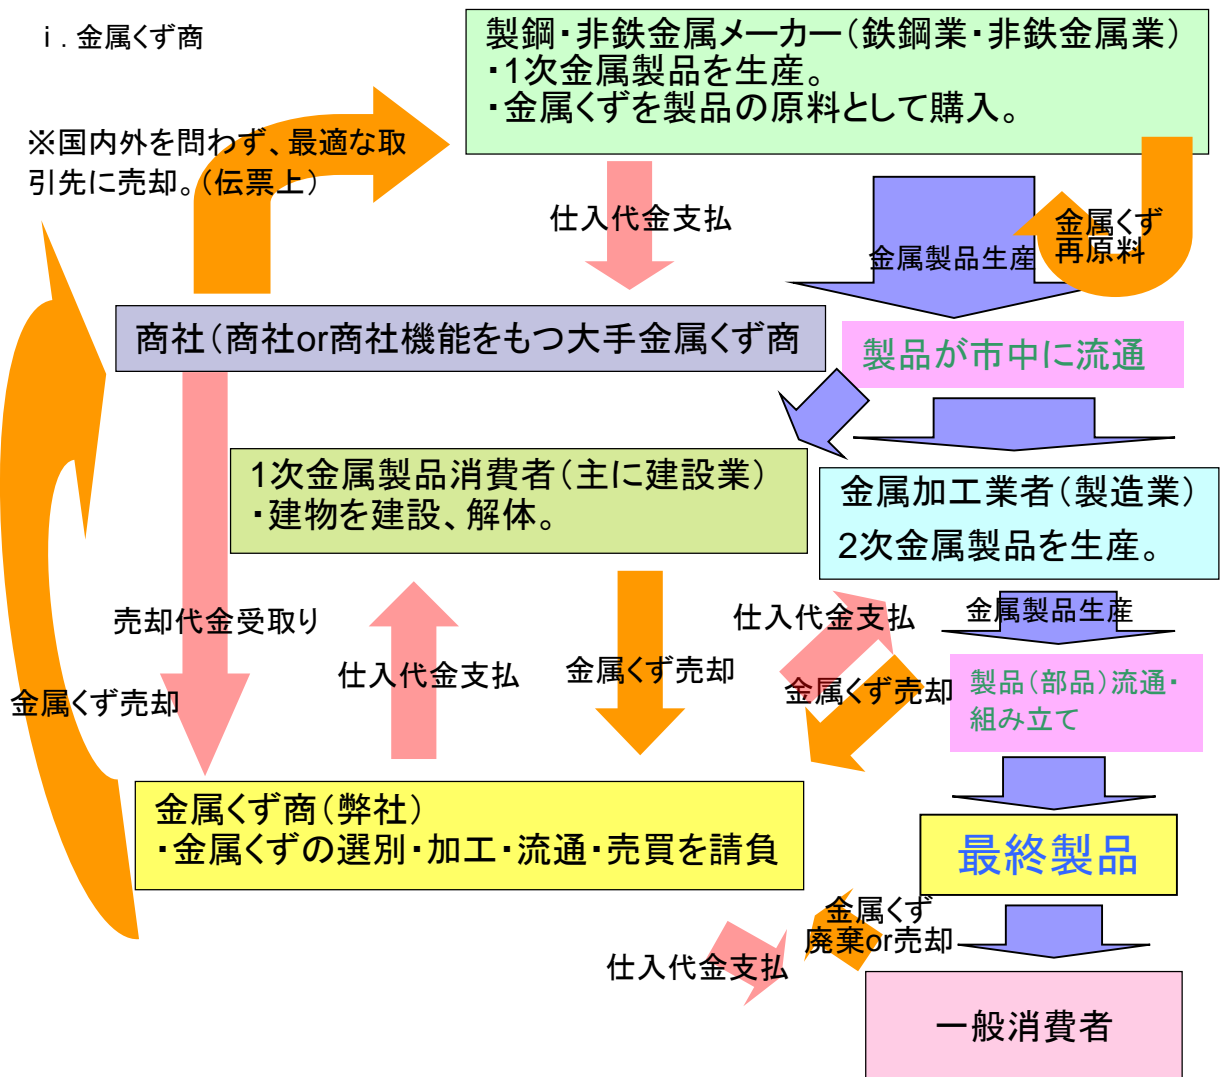 ⅰ．金属くず商
製鋼・非鉄金属メーカー（鉄鋼業・非鉄金属業）
・1次金属製品を生産。
・金属くずを製品の原料として購入。
※国内外を問わず、最適な取
引先に売却。（伝票上）
仕入代金支払
金属くず
再原料
金属製品生産
商社（商社or商社機能をもつ大手金属くず商
製品が市中に流通
1次金属製品消費者（主に建設業）
・建物を建設、解体。
金属加工業者（製造業）
2次金属製品を生産。
売却代金受取り
仕入代金支払
金属くず売却
仕入代金支払
金属製品生産
金属くず売却
金属くず売却
製品（部品）流通・
組み立て
金属くず商（弊社）
・金属くずの選別・加工・流通・売買を請負
最終製品
金属くず
廃棄or売却
仕入代金支払
一般消費者